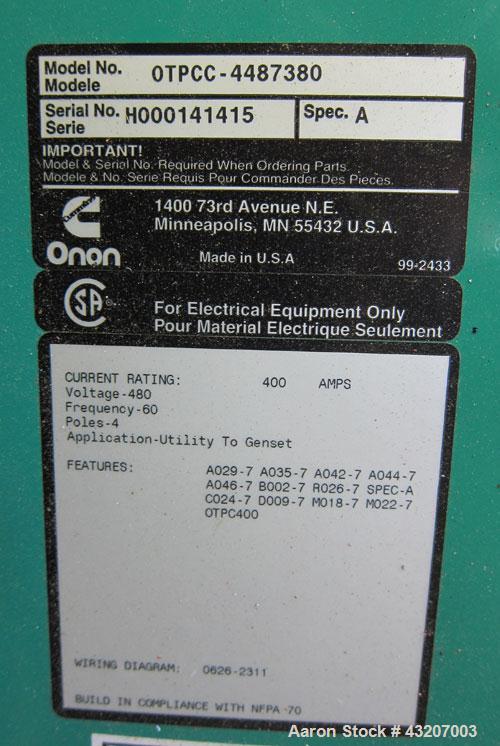 Model No. OTPCC-4487380
Modele
Serial No. H000141415 Spec. A
Serie
IMPORTANT!
Model & Serial No. Required When Ordering Parts.
Modele & No. Serie Requis Pour Commander Des Pieces.
Cummins
1400 73rd Avenue N.E.
Minneapolis, MN 55432 U.S.A.
Onan Made in U.S.A 99-2433
CSA
For Electrical Equipment Only
Pour Material Electrique Seulement
CURRENT RATING: 400 AMPS
Voltage-480
Frequency-60
Poles-4
Application-Utility To Genset
FEATURES: A029-7 A035-7 A042-7 A044-7
A046-7 B002-7 R026-7 SPEC-A
C024-7 D009-7 M018-7 M022-7
OTPC400
WIRING DIAGRAM: 0626-2311
BUILD IN COMPLIANCE WITH NFPA -70
Aaron Stock # 43207003